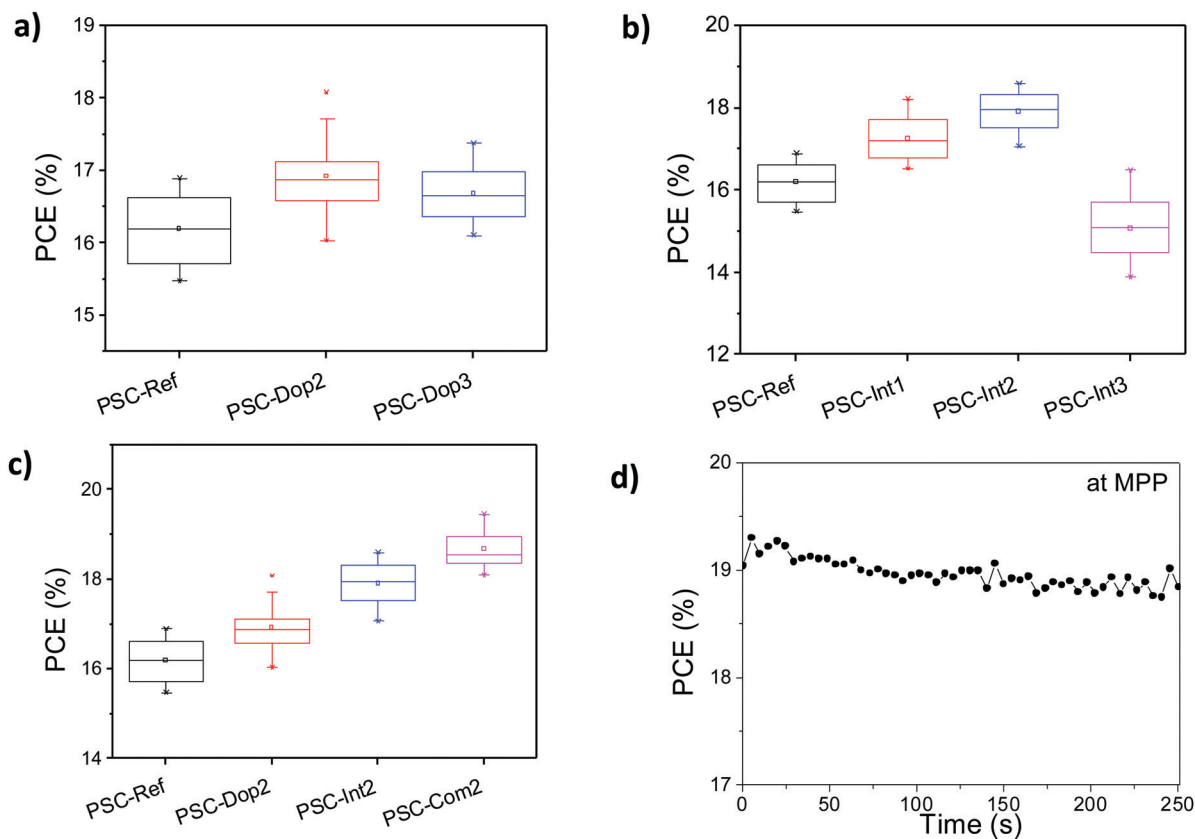 a)
19
18
17
16
15
PCE (%)
PSC-Ref
PSC-Dop2
PSC-Dop3
b)
20
18
16
14
12
PCE (%)
PSC-Ref
PSC-Int1
PSC-Int2
PSC-Int3
c)
20
18
16
14
PCE (%)
PSC-Ref
PSC-Dop2
PSC-Int2
PSC-Com2
d)
at MPP
20
19
18
17
PCE (%)
0 50 100 150 200 250
Time (s)